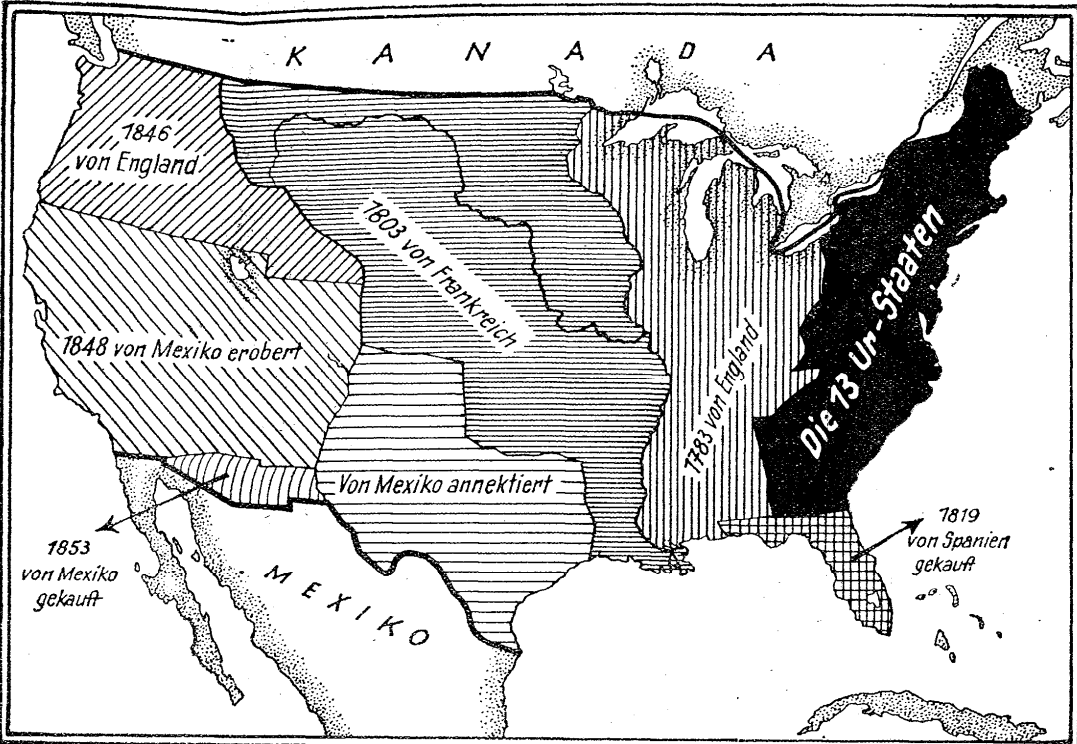 KANADA
1846
von England
1803 von Frankreich
1848 von Mexiko erobert
1783 von England
Die 13 Ur-Staaten
Von Mexiko annektiert
1853
von Mexiko
gekauft
MEXIKO
1819
von Spanien
gekauft